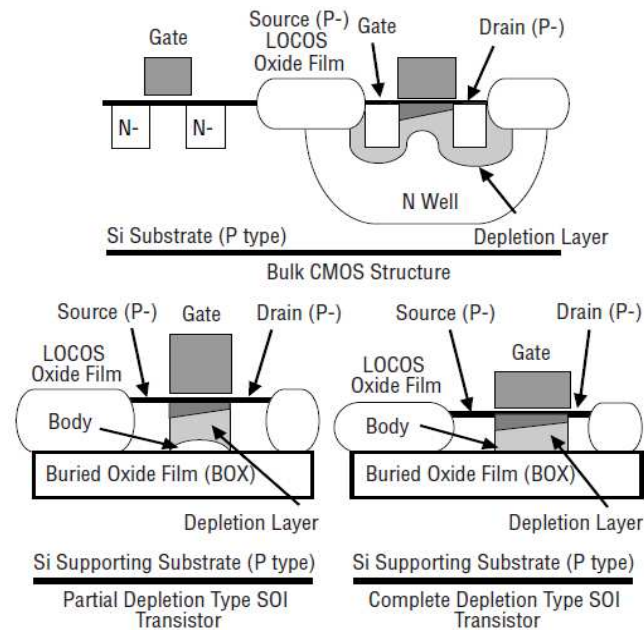 Source (P-)
Gate
LOCOS
Oxide Film
Gate
Drain (P-)
N-
N-
N Well
Si Substrate (P type)
Depletion Layer
Bulk CMOS Structure
Source (P-)
Gate
Drain (P-)
LOCOS
Oxide Film
Body
Buried Oxide Film (BOX)
Depletion Layer
Si Supporting Substrate (P type)
Partial Depletion Type SOI
Transistor
Source (P-)
Drain (P-)
Gate
LOCOS
Oxide Film
Body
Buried Oxide Film (BOX)
Depletion Layer
Si Supporting Substrate (P type)
Complete Depletion Type SOI
Transistor